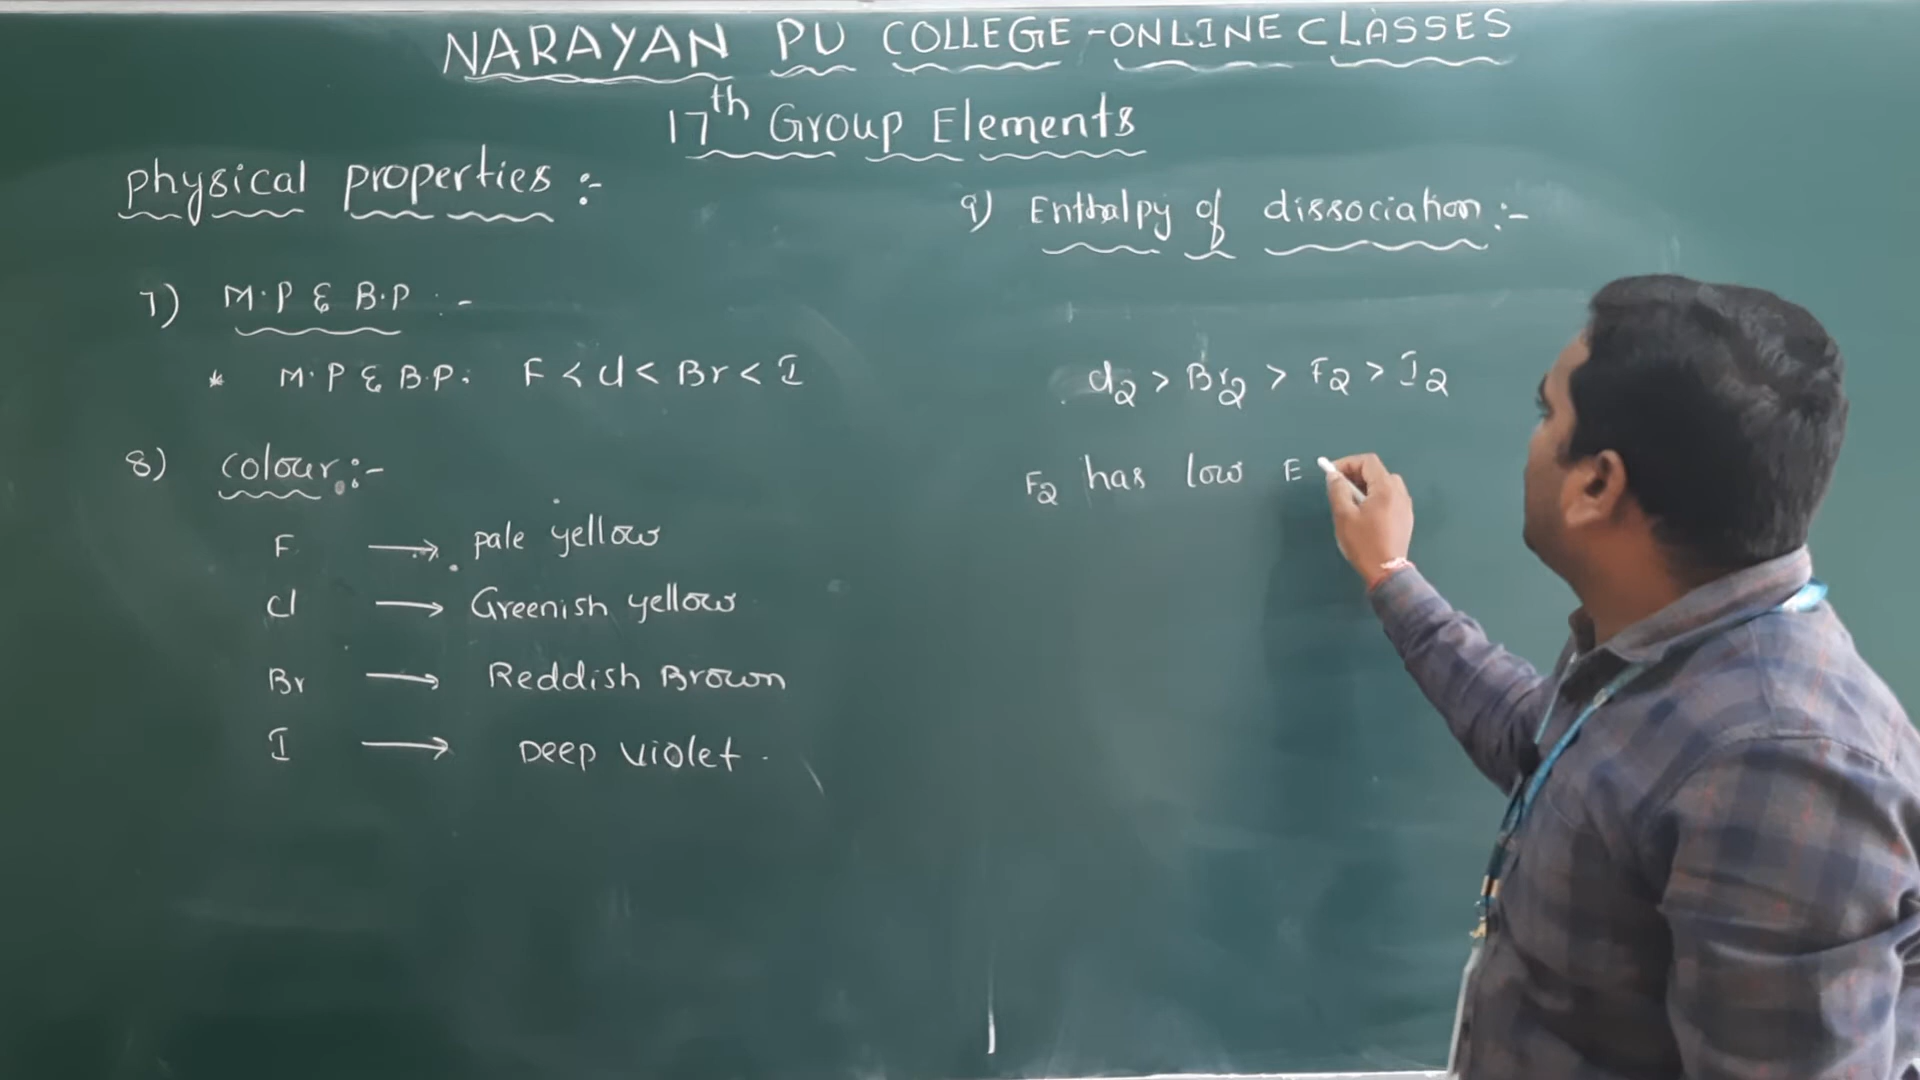 NARAYAN PU COLLEGE - ONLINE CLASSES
17th Group Elements
physical properties :-
7) M.P & B.P :-
* M.P & B.P: F < Cl < Br < I
8) colour :-
F → pale yellow
Cl → Greenish yellow
Br → Reddish Brown
I → DEEP Violet.
9) Enthalpy of dissociation :-
Cl2 > Br2 > F2 > I2
F2 has low E